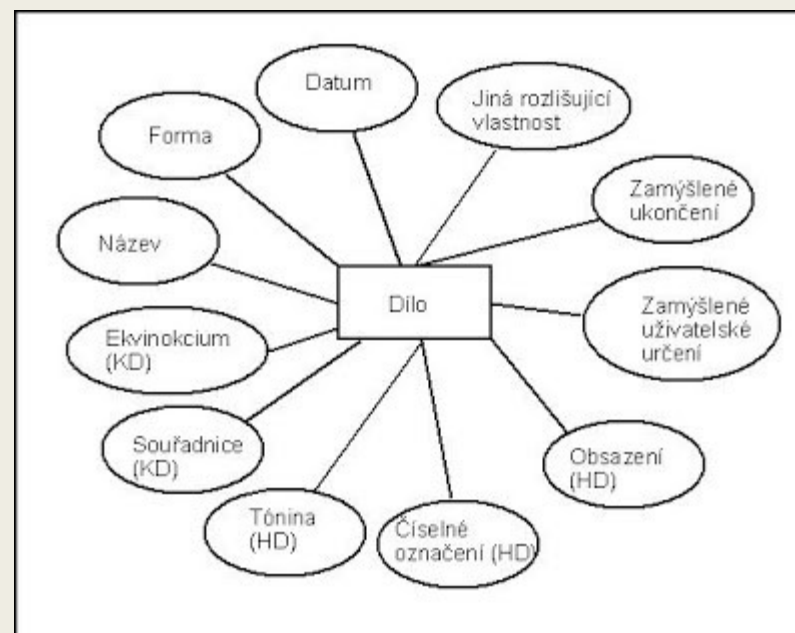 Datum
Jiná rozlišující
vlastnost
Forma
Zamýšlené
ukončení
Název
Dílo
Zamýšlené
uživatelské
určení
Ekvinokcium
(KD)
Souřadnice
(KD)
Obsazení
(HD)
Tónina
(HD)
Číselné
označení (HD)